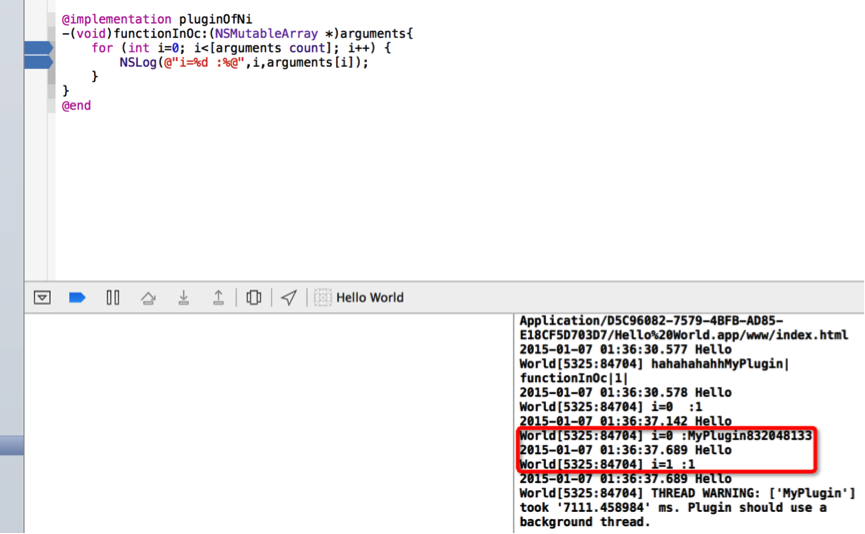 @implementation pluginOfNi
-(void)functionInOc:(NSMutableArray *)arguments{
for (int i=0; i<[arguments count]; i++) {
NSLog(@"i=%d :%@",i,arguments[i]);
}
}
@end
Hello World
Application/D5C96082-7579-4BFB-AD85-
E18CF5D703D7/Hello%20World.app/www/index.html
2015-01-07 01:36:30.577 Hello
World[5325:84704] hahahahahhMyPlugin|
functionInOc|1|
2015-01-07 01:36:30.578 Hello
World[5325:84704] i=0  :1
2015-01-07 01:36:37.142 Hello
World[5325:84704] i=0 :MyPlugin832048133
2015-01-07 01:36:37.689 Hello
World[5325:84704] i=1 :1
2015-01-07 01:36:37.689 Hello
World[5325:84704] THREAD WARNING: ['MyPlugin']
took '7111.458984' ms. Plugin should use a
background thread.